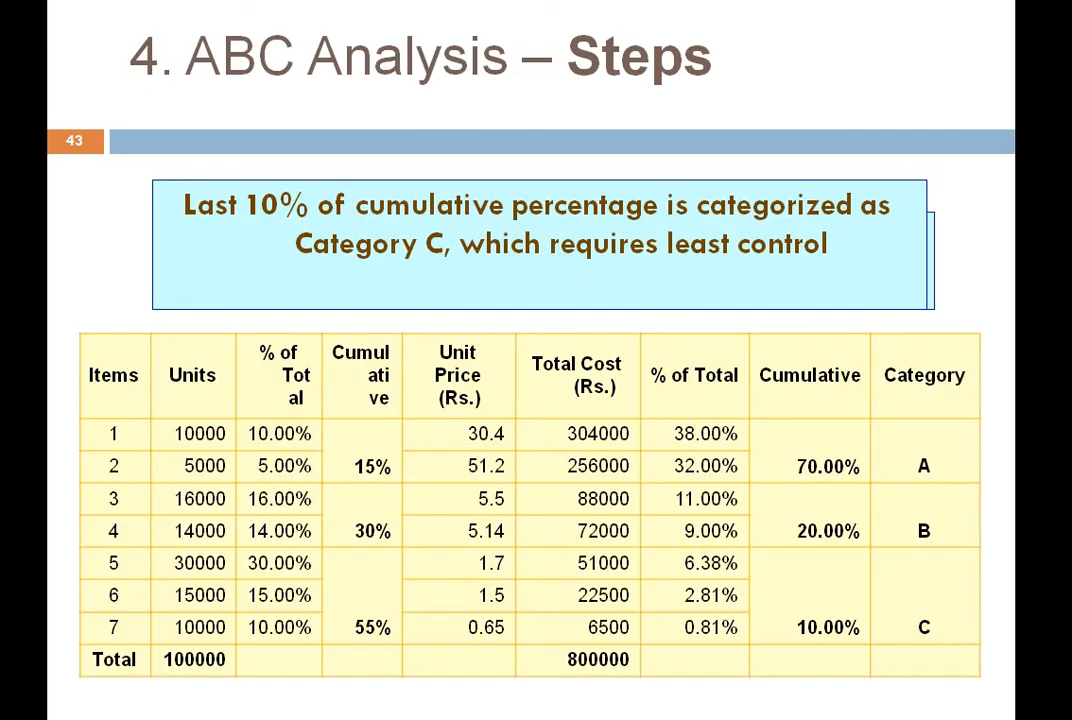 4. ABC Analysis – Steps
43
Last 10% of cumulative percentage is categorized as
Category C, which requires least control
Items Units % of Tot al Cumul ati ve Unit Price (Rs.) Total Cost (Rs.) % of Total Cumulative Category
1 10000 10.00% 30.4 304000 38.00%
2 5000 5.00% 15% 51.2 256000 32.00% 70.00% A
3 16000 16.00% 5.5 88000 11.00%
4 14000 14.00% 30% 5.14 72000 9.00% 20.00% B
5 30000 30.00% 1.7 51000 6.38%
6 15000 15.00% 1.5 22500 2.81%
7 10000 10.00% 55% 0.65 6500 0.81% 10.00% C
Total 100000 800000